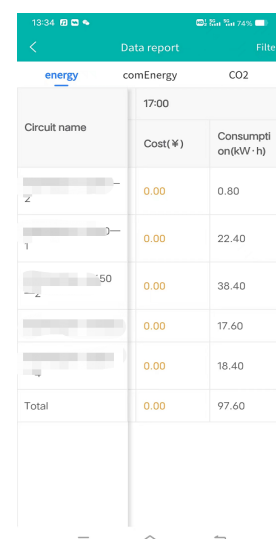 13:34
74%
Data report
Filte
energy comEnergy CO2
Circuit name
17:00
Cost(¥)
Consumpti
on(kW·h)
2
0.00 0.80
1
0.00 22.40
50
0.00 38.40
0.00 17.60
0.00 18.40
Total 0.00 97.60